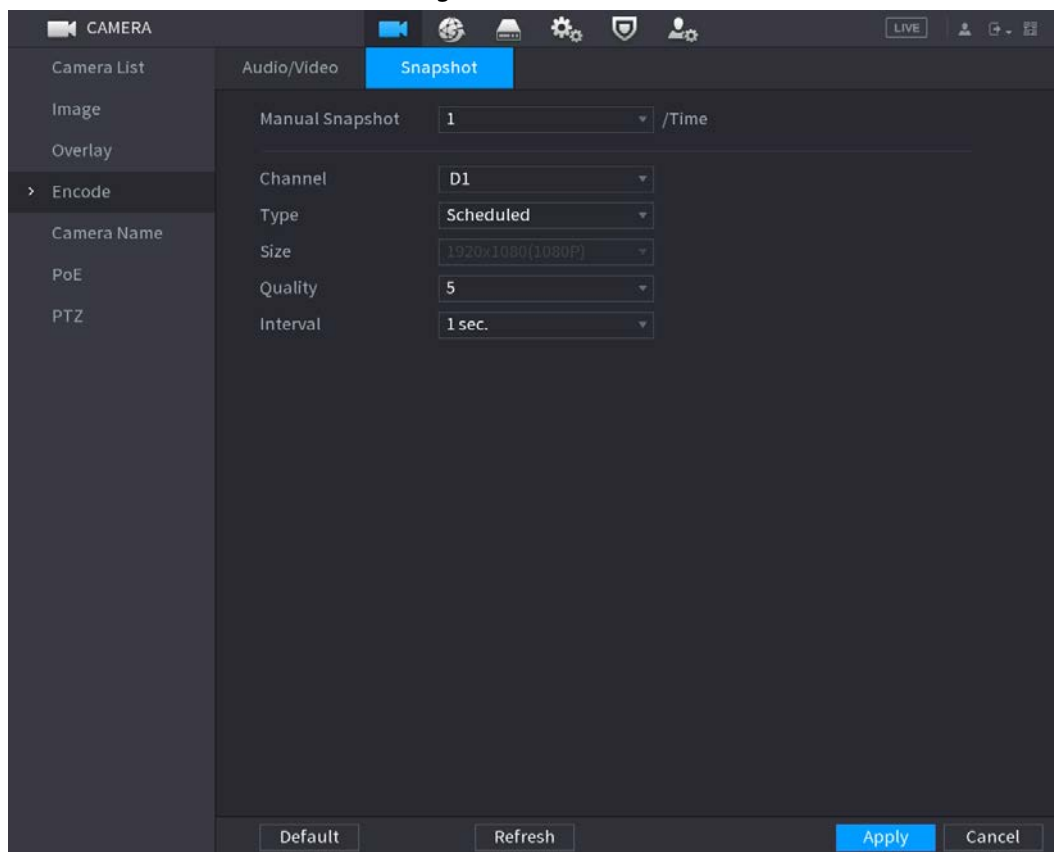 CAMERA LIVE
Camera List
Image
Overlay
Encode
Camera Name
PoE
PTZ
Audio/Video Snapshot
Manual Snapshot 1 /Time
Channel D1
Type Scheduled
Size 1920x1080(1080P)
Quality 5
Interval 1 sec.
Default Refresh Apply Cancel